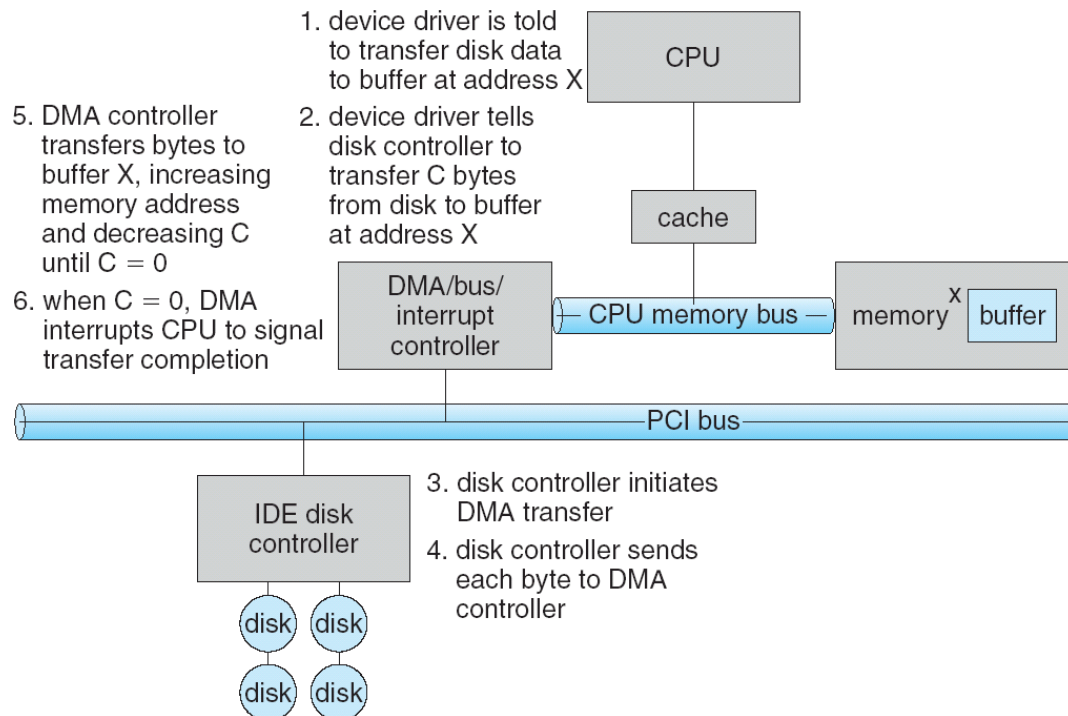 1. device driver is told
to transfer disk data
to buffer at address X
CPU
5. DMA controller
transfers bytes to
buffer X, increasing
memory address
and decreasing C
until C = 0
2. device driver tells
disk controller to
transfer C bytes
from disk to buffer
at address X
cache
6. when C = 0, DMA
interrupts CPU to signal
transfer completion
DMA/bus/
interrupt
controller
CPU memory bus
memory
x
buffer
PCI bus
IDE disk
controller
3. disk controller initiates
DMA transfer
4. disk controller sends
each byte to DMA
controller
disk
disk
disk
disk